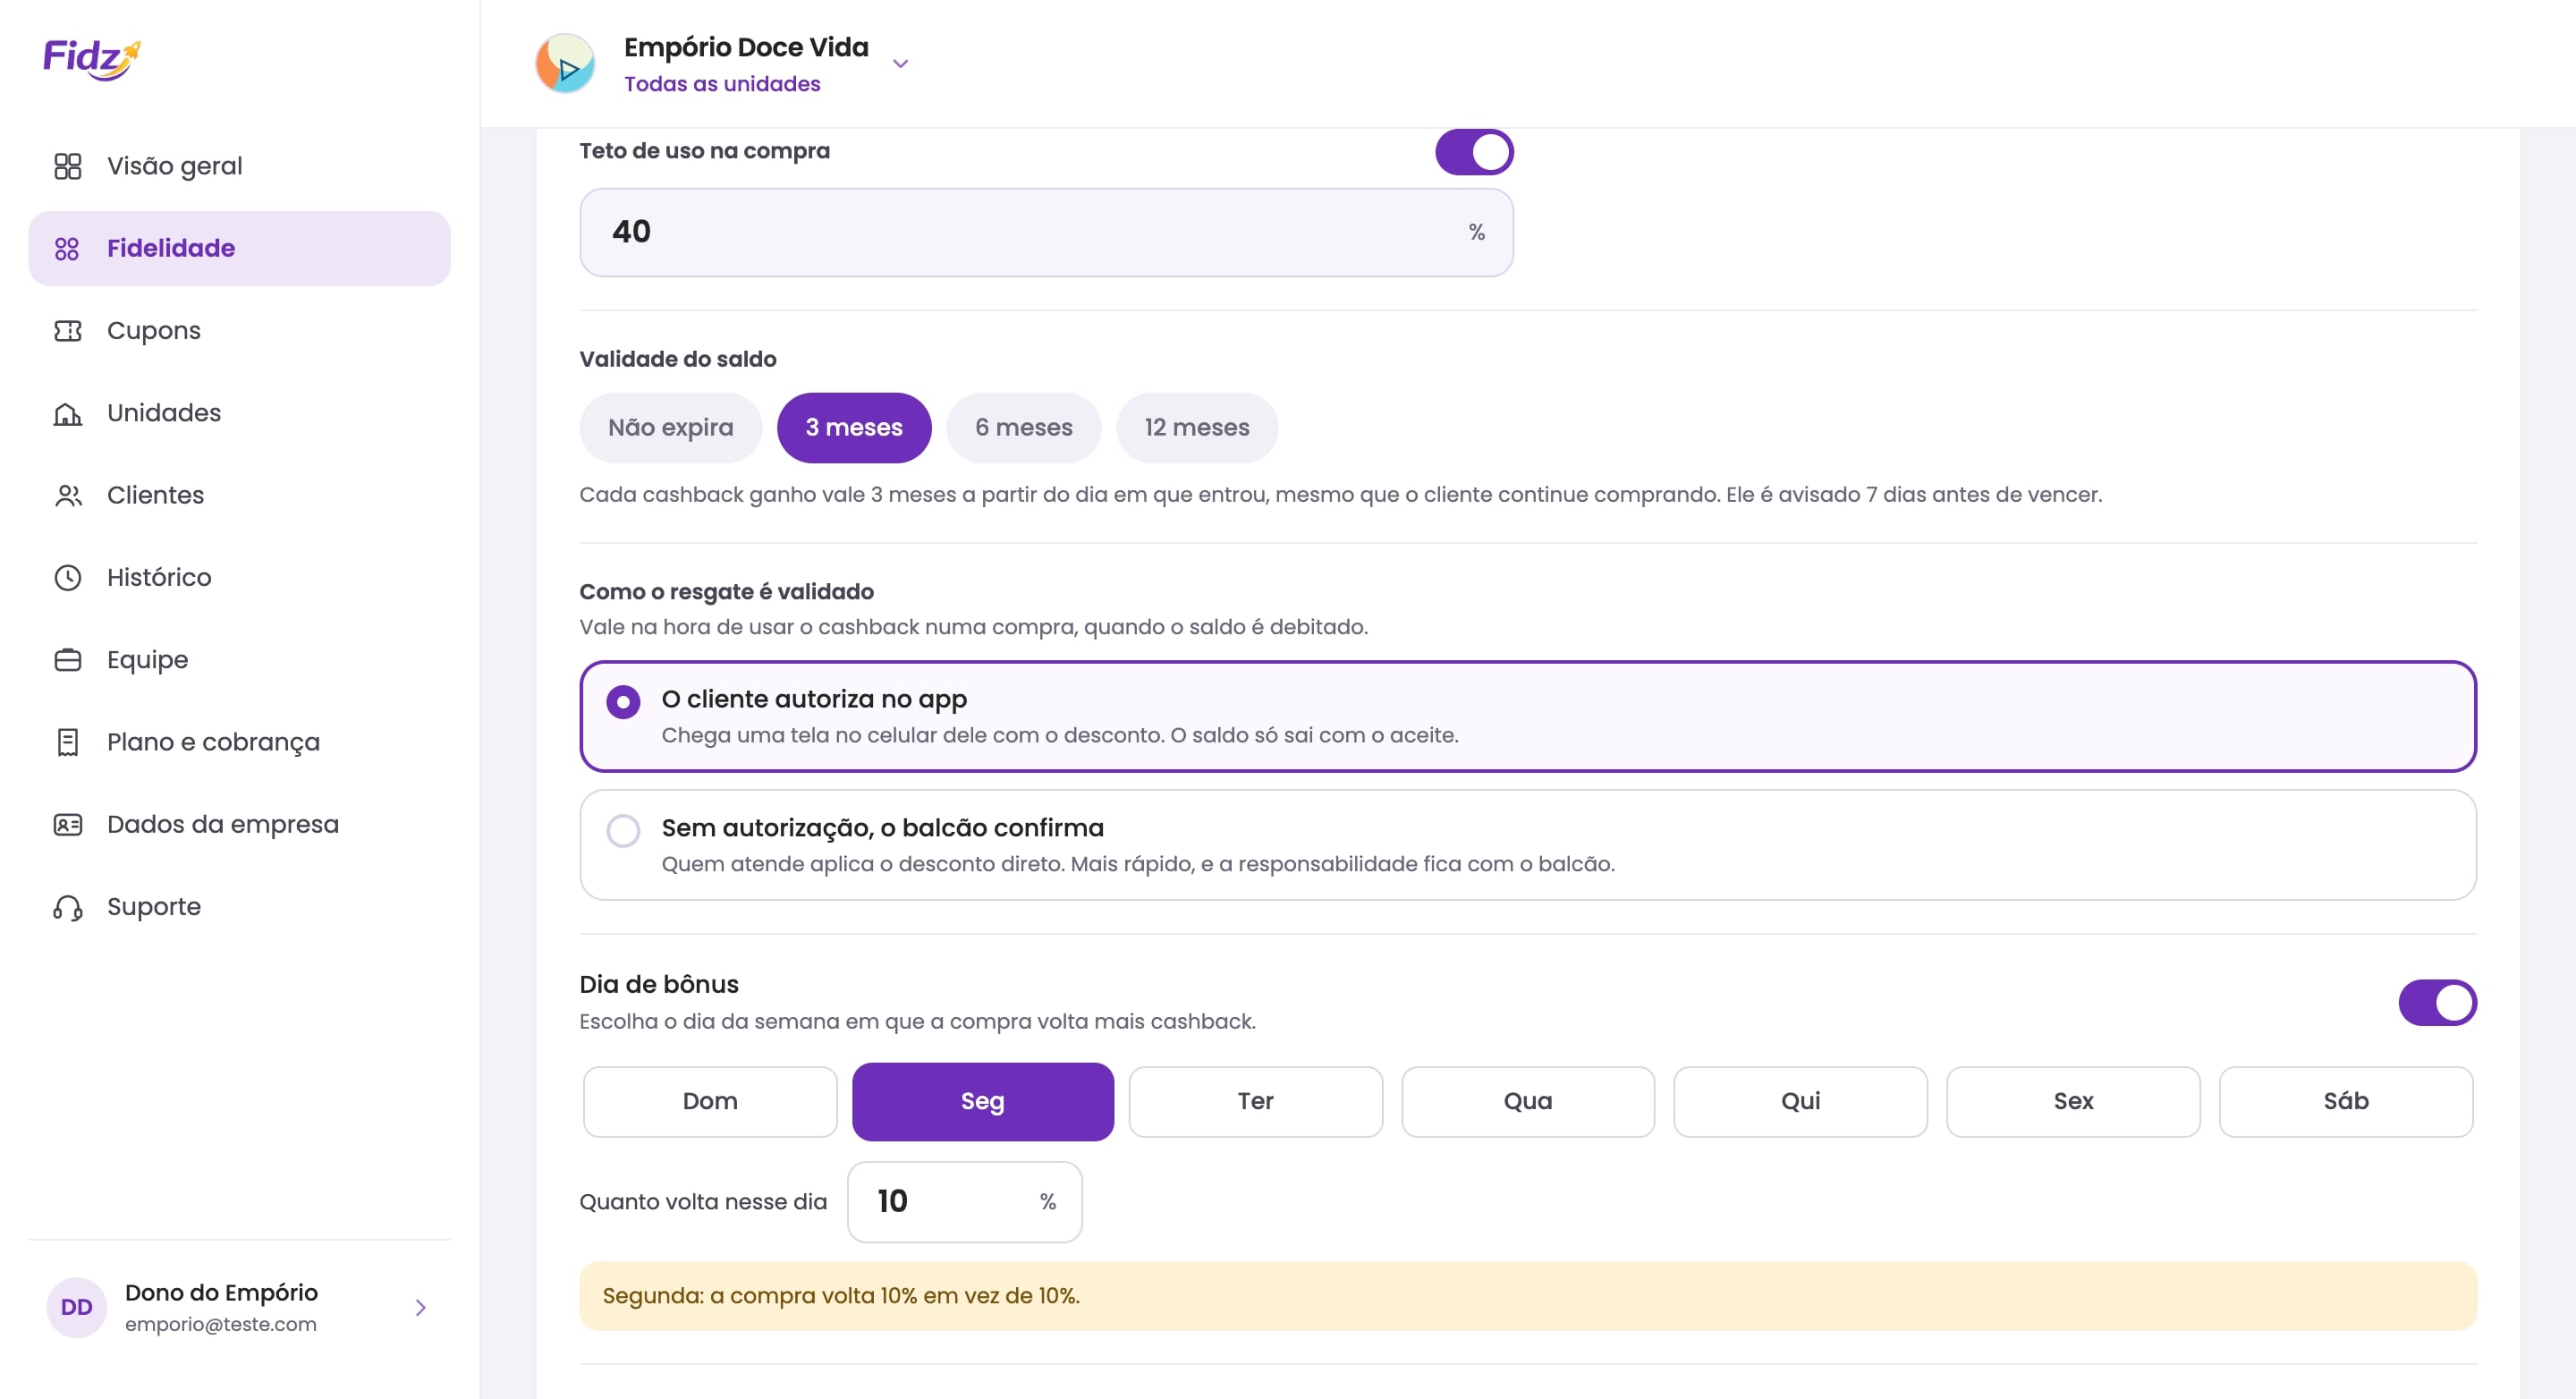 Fidz
Visão geral
Fidelidade
Cupons
Unidades
Clientes
Histórico
Equipe
Plano e cobrança
Dados da empresa
Suporte
DD
Dono do Empório
emporio@teste.com
Empório Doce Vida
Todas as unidades
Teto de uso na compra
40 %
Validade do saldo
Não expira 3 meses 6 meses 12 meses
Cada cashback ganho vale 3 meses a partir do dia em que entrou, mesmo que o cliente continue comprando. Ele é avisado 7 dias antes de vencer.
Como o resgate é validado
Vale na hora de usar o cashback numa compra, quando o saldo é debitado.
O cliente autoriza no app
Chega uma tela no celular dele com o desconto. O saldo só sai com o aceite.
Sem autorização, o balcão confirma
Quem atende aplica o desconto direto. Mais rápido, e a responsabilidade fica com o balcão.
Dia de bônus
Escolha o dia da semana em que a compra volta mais cashback.
Dom Seg Ter Qua Qui Sex Sáb
Quanto volta nesse dia 10 %
Segunda: a compra volta 10% em vez de 10%.